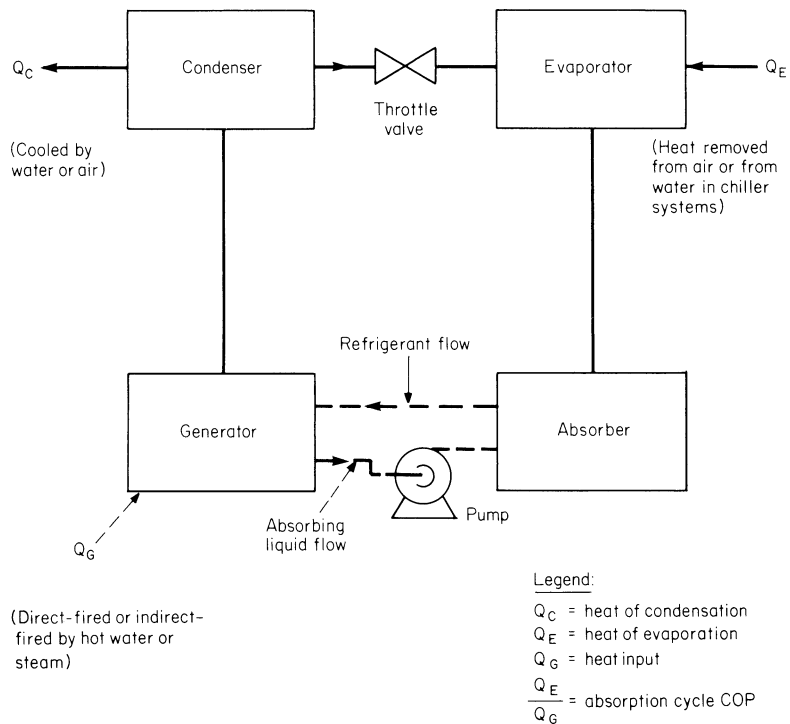 Condenser
Evaporator
Q_C
Q_E
Throttle
valve
(Cooled by
water or air)
(Heat removed
from air or from
water in chiller
systems)
Refrigerant flow
Generator
Absorber
Pump
Absorbing
liquid flow
Q_G
(Direct-fired or indirect-
fired by hot water or
steam)
Legend:
Q_C = heat of condensation
Q_E = heat of evaporation
Q_G = heat input
Q_E
/ Q_G = absorption cycle COP